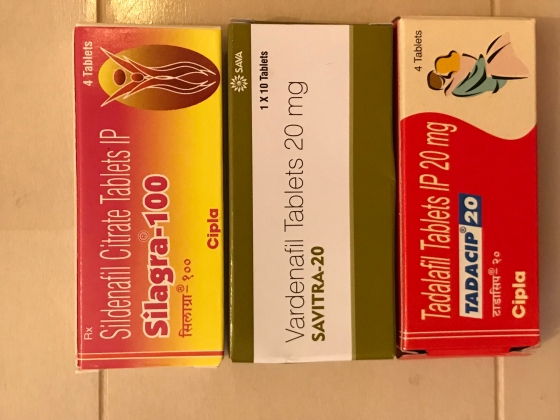 4 Tablets
Rx
Sildenafil Citrate Tablets IP
Silagra®-100
सिलाग्रा® १००
Cipla
SAVA
1 X 10 Tablets
Vardenafil Tablets 20 mg
SAVITRA-20
4 Tablets
Tadalafil Tablets IP 20 mg
TADACIP® 20
टाडासिप® २०
Cipla